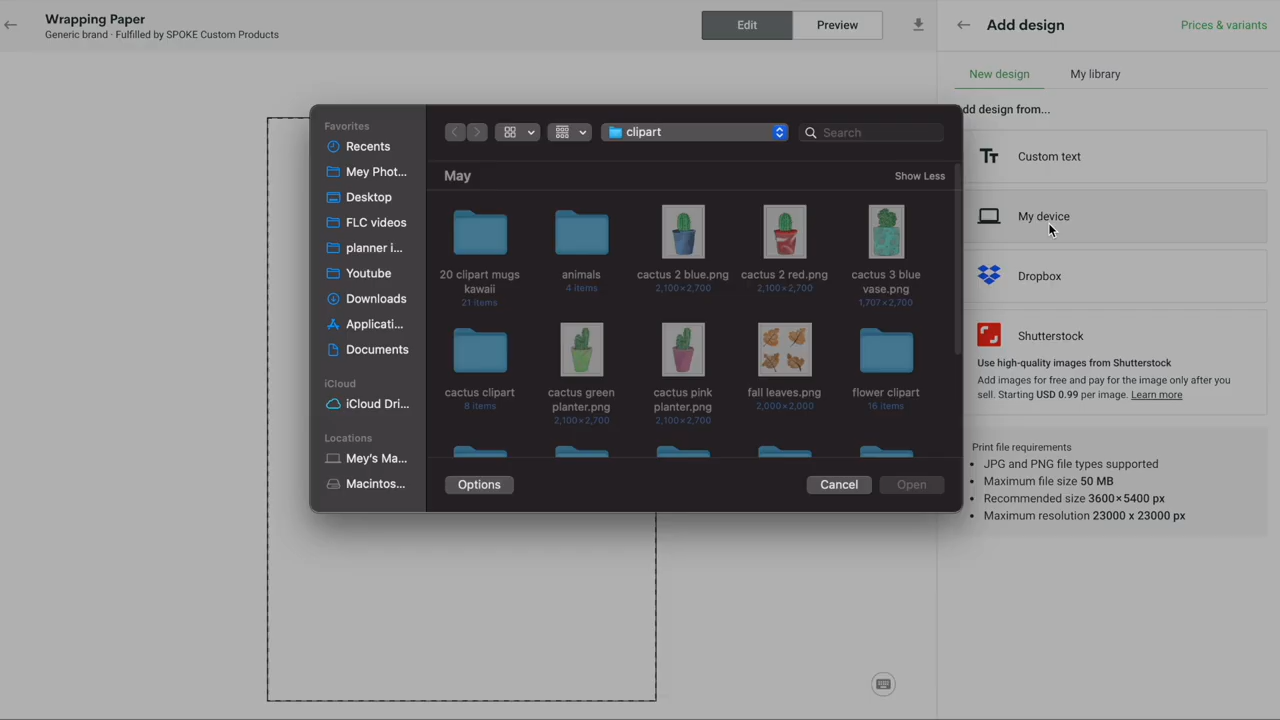 Wrapping Paper
Generic brand · Fulfilled by SPOKE Custom Products
Edit
Preview
Add design
Prices & variants
New design
My library
dd design from...
Custom text
My device
Dropbox
Shutterstock
Use high-quality images from Shutterstock
Add images for free and pay for the image only after you
sell. Starting USD 0.99 per image. Learn more
Print file requirements
• JPG and PNG file types supported
• Maximum file size 50 MB
• Recommended size 3600×5400 px
• Maximum resolution 23000 x 23000 px
Favorites
Recents
Mey Phot...
Desktop
FLC videos
planner i...
Youtube
Downloads
Applicati...
Documents
iCloud
iCloud Dri...
Locations
Mey's Ma...
Macintos...
clipart
Search
May
Show Less
20 clipart mugs
kawaii
21 items
animals
4 items
cactus 2 blue.png
2,100×2,700
cactus 2 red.png
2,100×2,700
cactus 3 blue
vase.png
1,707×2,700
cactus clipart
8 items
cactus green
planter.png
2,100×2,700
cactus pink
planter.png
2,100×2,700
fall leaves.png
2,000×2,000
flower clipart
16 items
Options
Cancel
Open